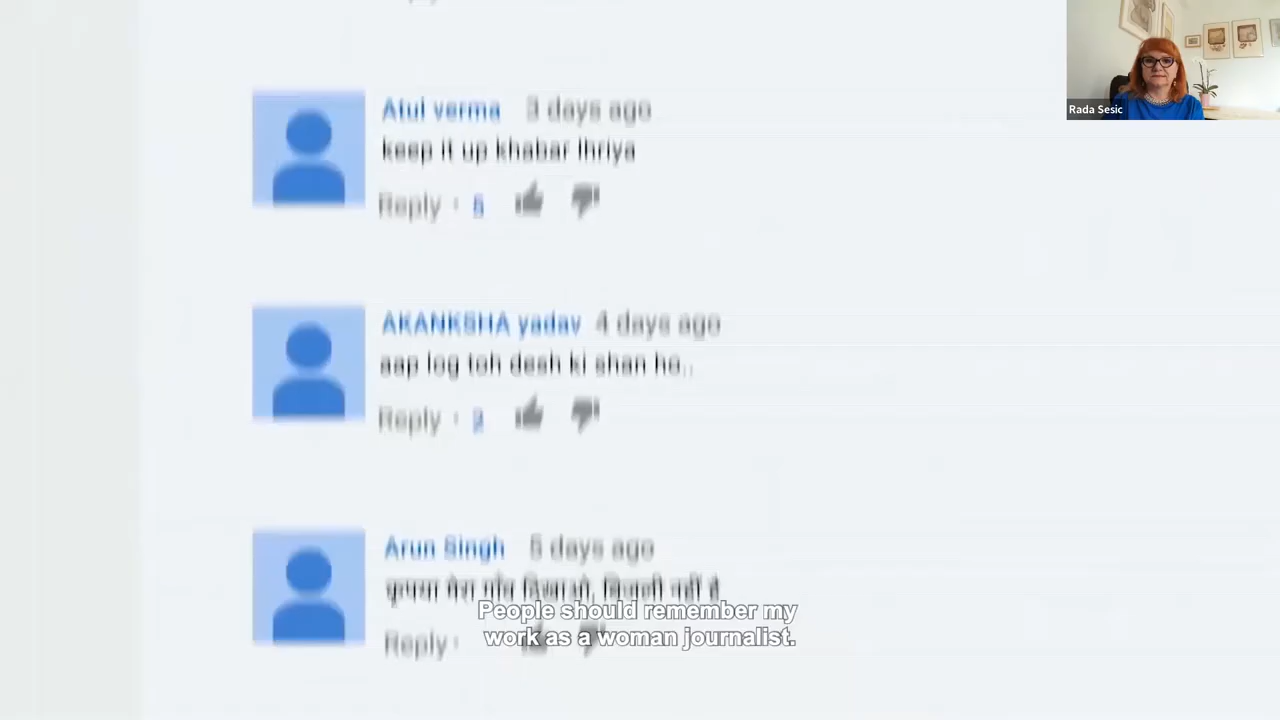 Rada Sesic
Atul verma 3 days ago
keep it up khabar lhriya
Reply · 5
AKANKSHA yadav 4 days ago
aap log toh desh ki shan ho..
Reply · 2
Arun Singh 5 days ago
Reply ·
People should remember my
work as a woman journalist.